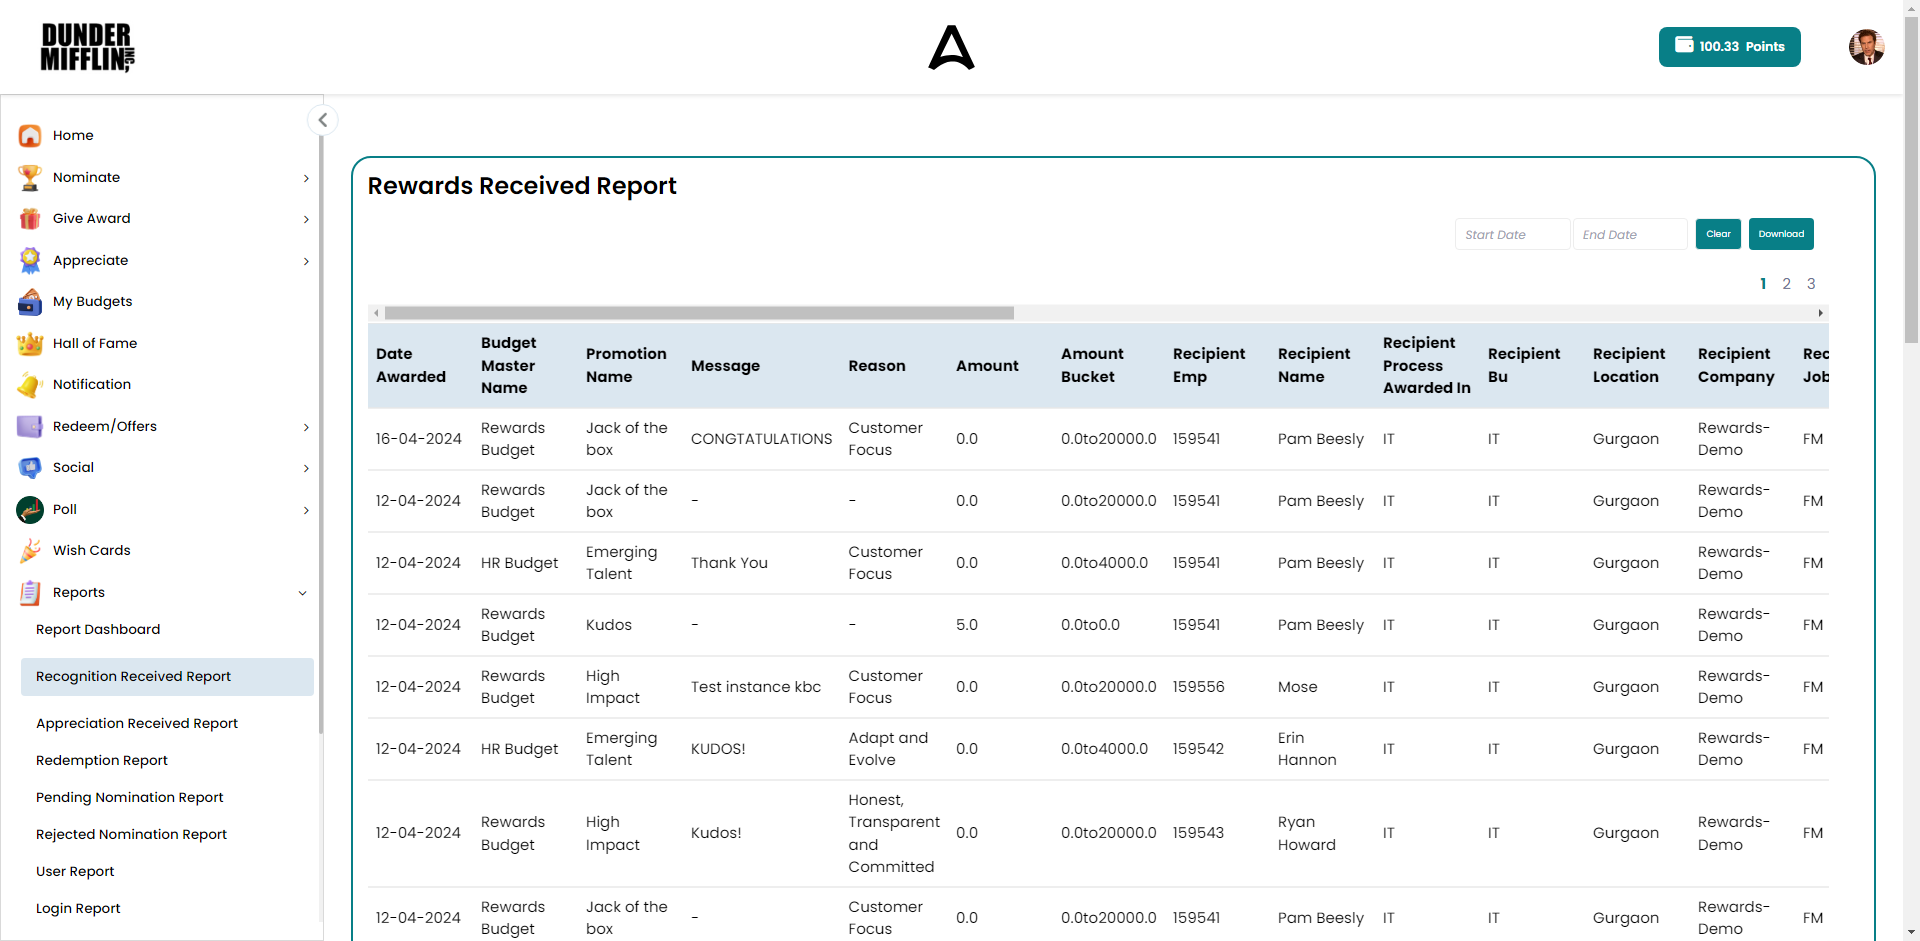 DUNDER
MIFFLIN, INC
100.33 Points
Home
Nominate
Give Award
Appreciate
My Budgets
Hall of Fame
Notification
Redeem/Offers
Social
Poll
Wish Cards
Reports
Report Dashboard
Recognition Received Report
Appreciation Received Report
Redemption Report
Pending Nomination Report
Rejected Nomination Report
User Report
Login Report
Rewards Received Report
Start Date End Date Clear Download
1 2 3
Date Awarded Budget Master Name Promotion Name Message Reason Amount Amount Bucket Recipient Emp Recipient Name Recipient Process Awarded In Recipient Bu Recipient Location Recipient Company Rec Job
16-04-2024 Rewards Budget Jack of the box CONGTATULATIONS Customer Focus 0.0 0.0to20000.0 159541 Pam Beesly IT IT Gurgaon Rewards-Demo FM
12-04-2024 Rewards Budget Jack of the box - - 0.0 0.0to20000.0 159541 Pam Beesly IT IT Gurgaon Rewards-Demo FM
12-04-2024 HR Budget Emerging Talent Thank You Customer Focus 0.0 0.0to4000.0 159541 Pam Beesly IT IT Gurgaon Rewards-Demo FM
12-04-2024 Rewards Budget Kudos - - 5.0 0.0to0.0 159541 Pam Beesly IT IT Gurgaon Rewards-Demo FM
12-04-2024 Rewards Budget High Impact Test instance kbc Customer Focus 0.0 0.0to20000.0 159556 Mose IT IT Gurgaon Rewards-Demo FM
12-04-2024 HR Budget Emerging Talent KUDOS! Adapt and Evolve 0.0 0.0to4000.0 159542 Erin Hannon IT IT Gurgaon Rewards-Demo FM
12-04-2024 Rewards Budget High Impact Kudos! Honest, Transparent and Committed 0.0 0.0to20000.0 159543 Ryan Howard IT IT Gurgaon Rewards-Demo FM
12-04-2024 Rewards Budget Jack of the box - Customer Focus 0.0 0.0to20000.0 159541 Pam Beesly IT IT Gurgaon Rewards-Demo FM